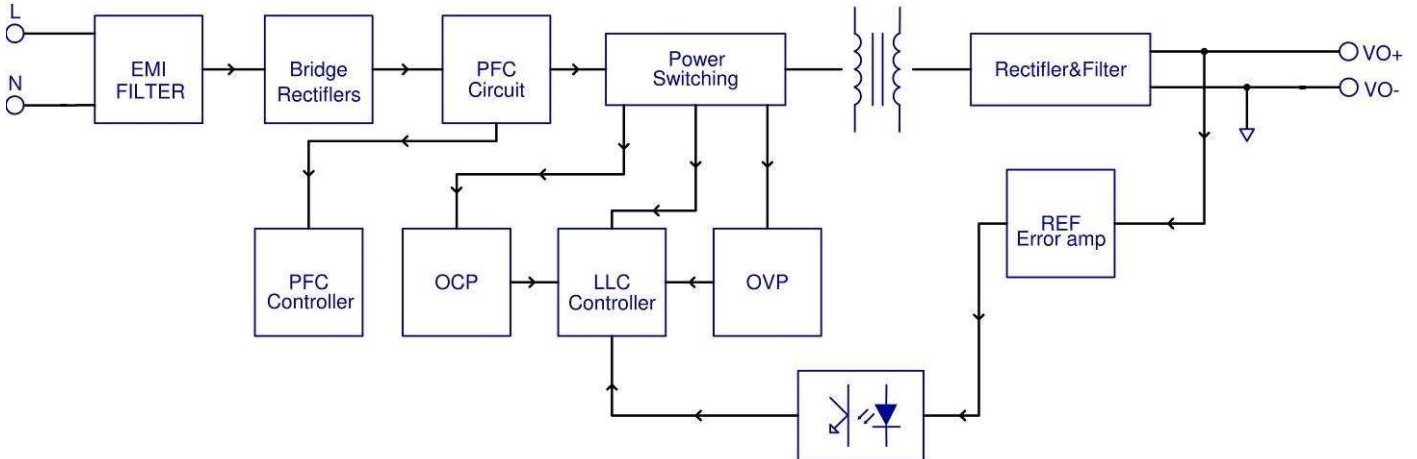 L
N
EMI
FILTER
Bridge
Rectiflers
PFC
Circuit
Power
Switching
Rectifler&Filter
VO+
VO-
PFC
Controller
OCP
LLC
Controller
OVP
REF
Error amp